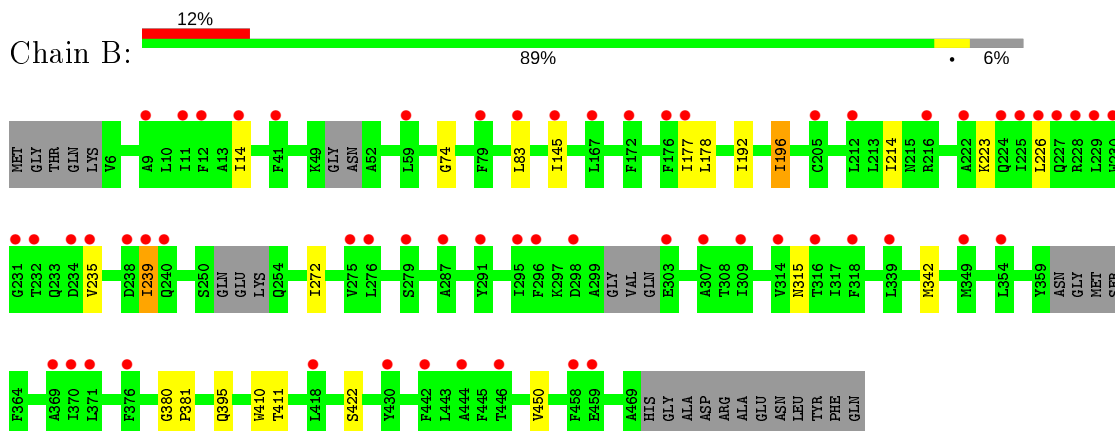 12%
Chain B:
89%
•
6%
MET GLY THR GLN LYS V6 A9 L10 I11 F12 A13 I14 F41 K49 GLY ASN A52 L59 G74 F79 L83 I145 L167 F172 F176 I177 L178 I192 I196 C205 L212 L213 I214 N215 R216 A222 K223 Q224 I225 L226 Q227 R228 L229
G231 T232 Q233 D234 V235 D238 I239 Q240 S250 GLN GLU LYS Q254 I272 V275 L276 S279 A287 Y291 I295 F296 K297 D298 A299 GLY VAL GLN E303 A307 T308 I309 V314 N315 T316 I317 F318 L339 M342 M349 L354 Y359 ASN GLY MET
F364 A369 I370 L371 F376 G380 P381 Q395 W410 T411 L418 S422 Y430 F442 L443 A444 F445 T446 V450 F458 E459 A469 HIS GLY ALA ASP ARG ALA GLU ASN LEU TYR PHE GLN